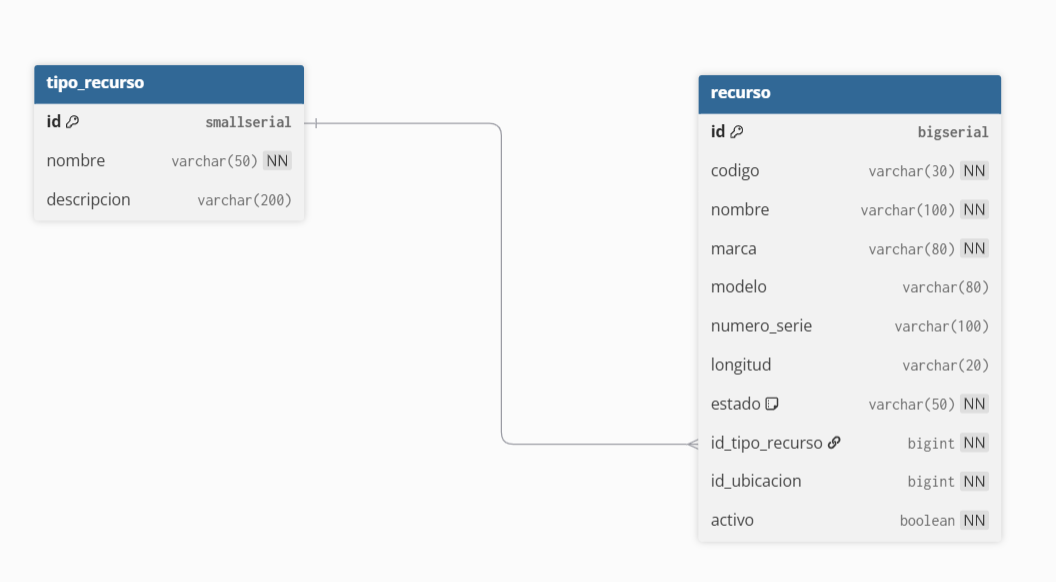 tipo_recurso
id smallserial
nombre varchar(50) NN
descripcion varchar(200)
recurso
id bigserial
codigo varchar(30) NN
nombre varchar(100) NN
marca varchar(80) NN
modelo varchar(80)
numero_serie varchar(100)
longitud varchar(20)
estado varchar(50) NN
id_tipo_recurso bigint NN
id_ubicacion bigint NN
activo boolean NN